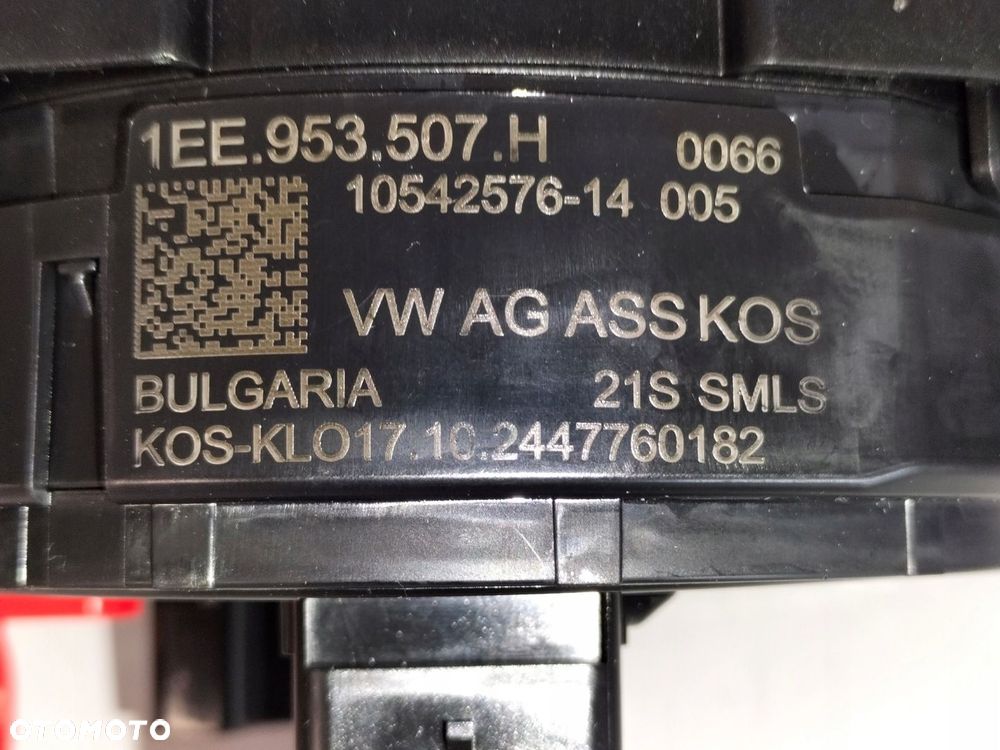 1EE.953.507.H 0066
10542576-14 005
VW AG ASS KOS
BULGARIA 21S SMLS
KOS-KLO17.10.2447760182
OTOMOTO